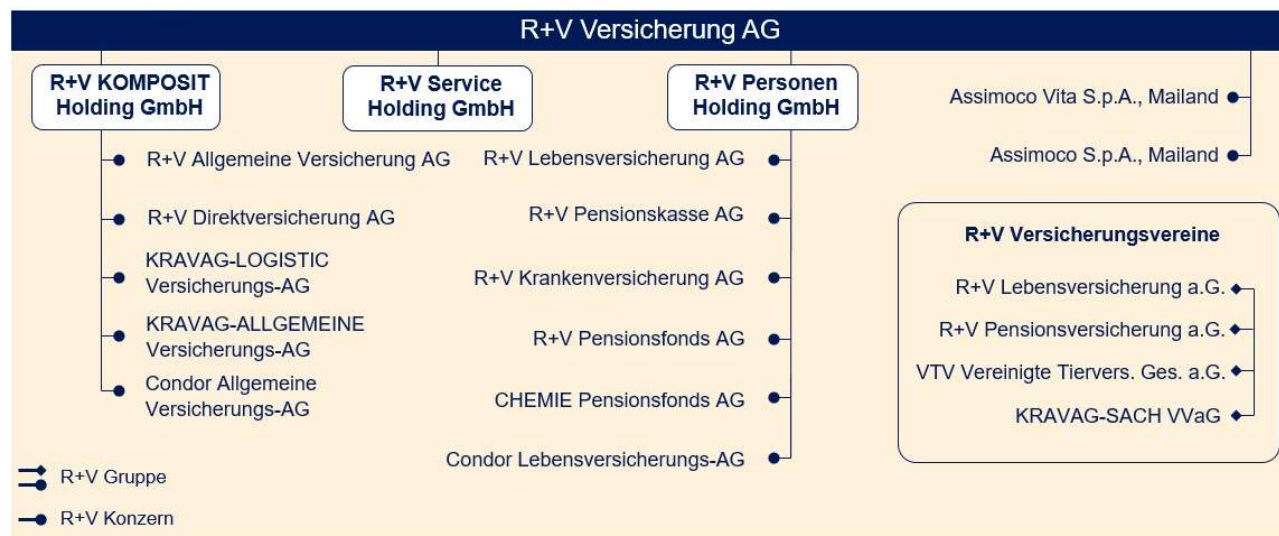 R+V Versicherung AG
R+V KOMPOSIT
Holding GmbH
R+V Allgemeine Versicherung AG
R+V Direktversicherung AG
KRAVAG-LOGISTIC
Versicherungs-AG
KRAVAG-ALLGEMEINE
Versicherungs-AG
Condor Allgemeine
Versicherungs-AG
R+V Service
Holding GmbH
R+V Personen
Holding GmbH
R+V Lebensversicherung AG
R+V Pensionskasse AG
R+V Krankenversicherung AG
R+V Pensionsfonds AG
CHEMIE Pensionsfonds AG
Condor Lebensversicherungs-AG
Assimoco Vita S.p.A., Mailand
Assimoco S.p.A., Mailand
R+V Versicherungsvereine
R+V Lebensversicherung a.G.
R+V Pensionsversicherung a.G.
VTV Vereinigte Tiervers. Ges. a.G.
KRAVAG-SACH VVaG
R+V Gruppe
R+V Konzern